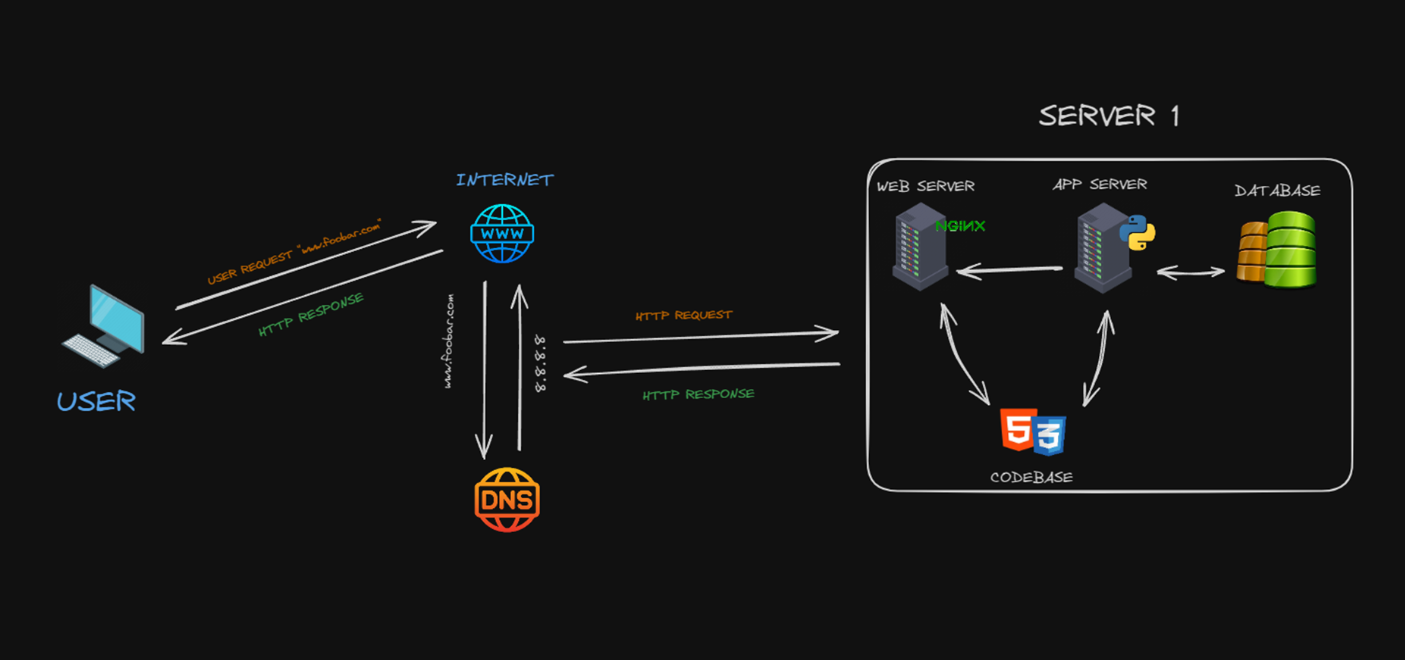 SERVER 1
INTERNET
WWW
USER REQUEST "www.foobar.com"
HTTP RESPONSE
USER
www.foobar.com
8.8.8.8
DNS
HTTP REQUEST
HTTP RESPONSE
WEB SERVER
NGINX
APP SERVER
DATABASE
5 3
CODEBASE